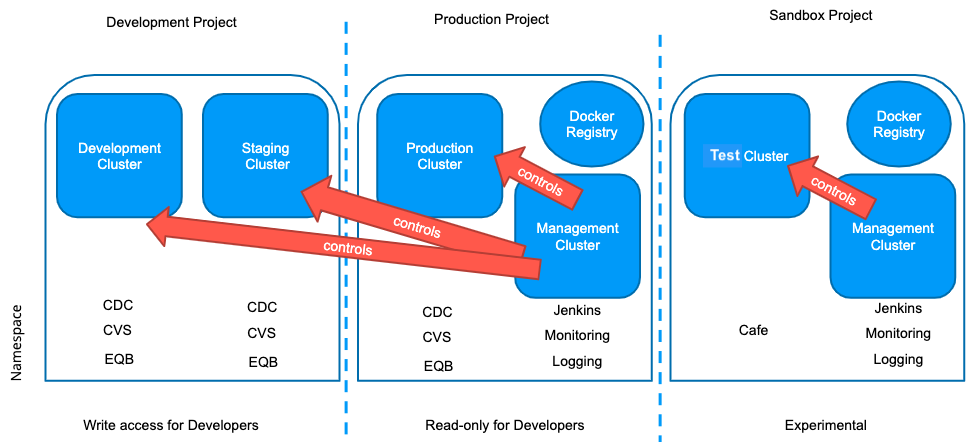 Development Project
Production Project
Sandbox Project
Development
Cluster
Staging
Cluster
Production
Cluster
Docker
Registry
Management
Cluster
Test Cluster
Docker
Registry
Management
Cluster
controls
controls
controls
controls
Namespace
CDC
CVS
EQB
CDC
CVS
EQB
CDC
CVS
EQB
Jenkins
Monitoring
Logging
Cafe
Jenkins
Monitoring
Logging
Write access for Developers
Read-only for Developers
Experimental